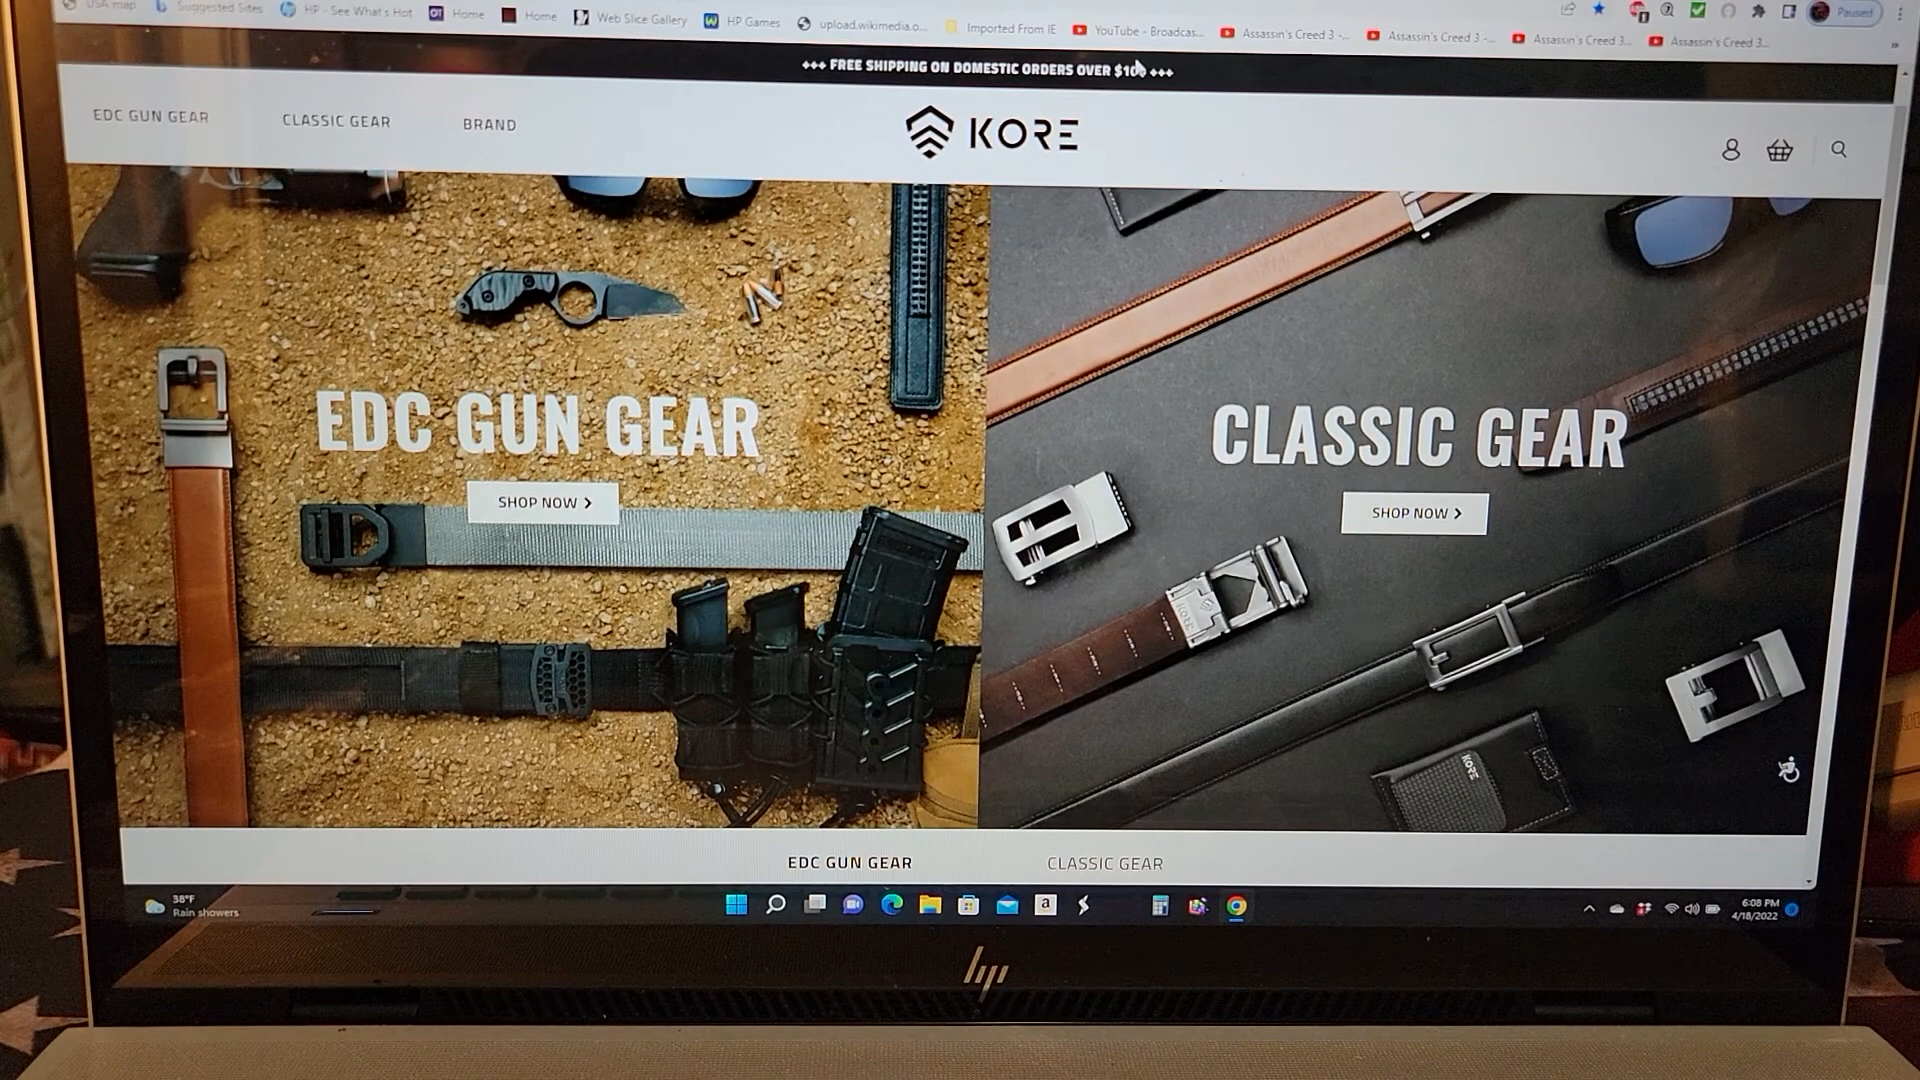 USA map Suggested Sites HP - See What's Hot Home Home Web Slice Gallery HP Games upload.wikimedia.o... Imported From IE YouTube - Broadcas... Assassin's Creed 3 -... Assassin's Creed 3 -... Assassin's Creed 3... Assassin's Creed 3...
Paused
+++ FREE SHIPPING ON DOMESTIC ORDERS OVER $100 +++
EDC GUN GEAR CLASSIC GEAR BRAND
KORE
EDC GUN GEAR
SHOP NOW >
CLASSIC GEAR
SHOP NOW >
KORE
KORE
EDC GUN GEAR CLASSIC GEAR
38°F
Rain showers
6:08 PM
4/18/2022
hp